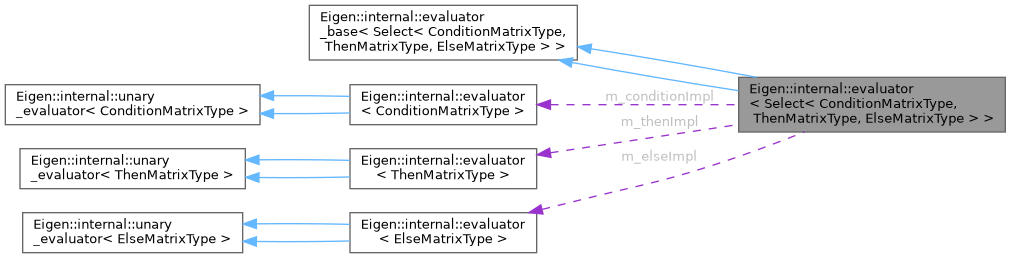 Eigen::internal::evaluator
_base< Select< ConditionMatrixType,
ThenMatrixType, ElseMatrixType > >
Eigen::internal::unary
_evaluator< ConditionMatrixType >
Eigen::internal::evaluator
< ConditionMatrixType >
m_conditionImpl
Eigen::internal::evaluator
< Select< ConditionMatrixType,
ThenMatrixType, ElseMatrixType > >
Eigen::internal::unary
_evaluator< ThenMatrixType >
Eigen::internal::evaluator
< ThenMatrixType >
m_thenImpl
Eigen::internal::unary
_evaluator< ElseMatrixType >
Eigen::internal::evaluator
< ElseMatrixType >
m_elseImpl